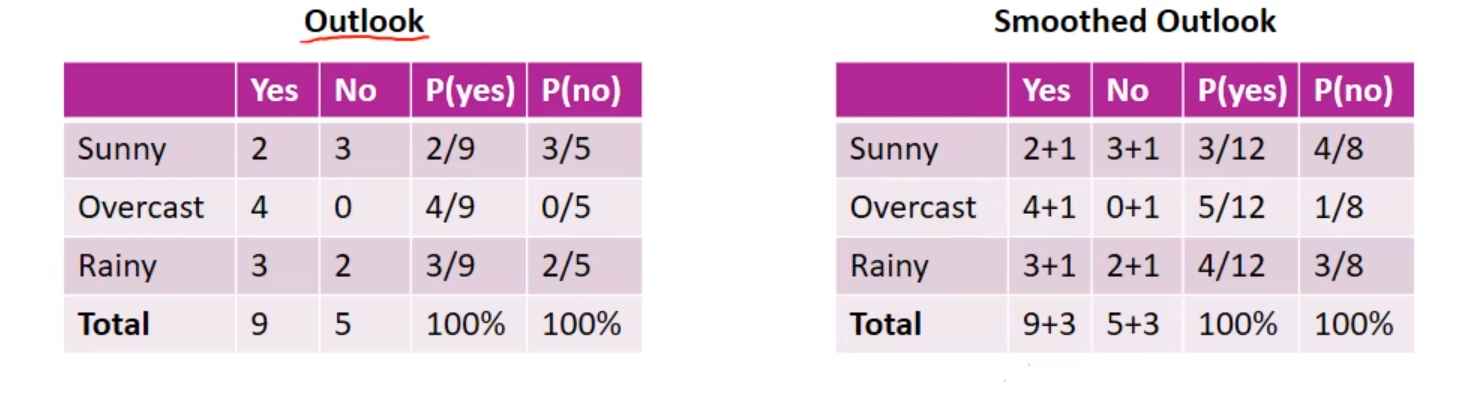 Outlook
Yes No P(yes) P(no)
Sunny 2 3 2/9 3/5
Overcast 4 0 4/9 0/5
Rainy 3 2 3/9 2/5
Total 9 5 100% 100%
Smoothed Outlook
Yes No P(yes) P(no)
Sunny 2+1 3+1 3/12 4/8
Overcast 4+1 0+1 5/12 1/8
Rainy 3+1 2+1 4/12 3/8
Total 9+3 5+3 100% 100%